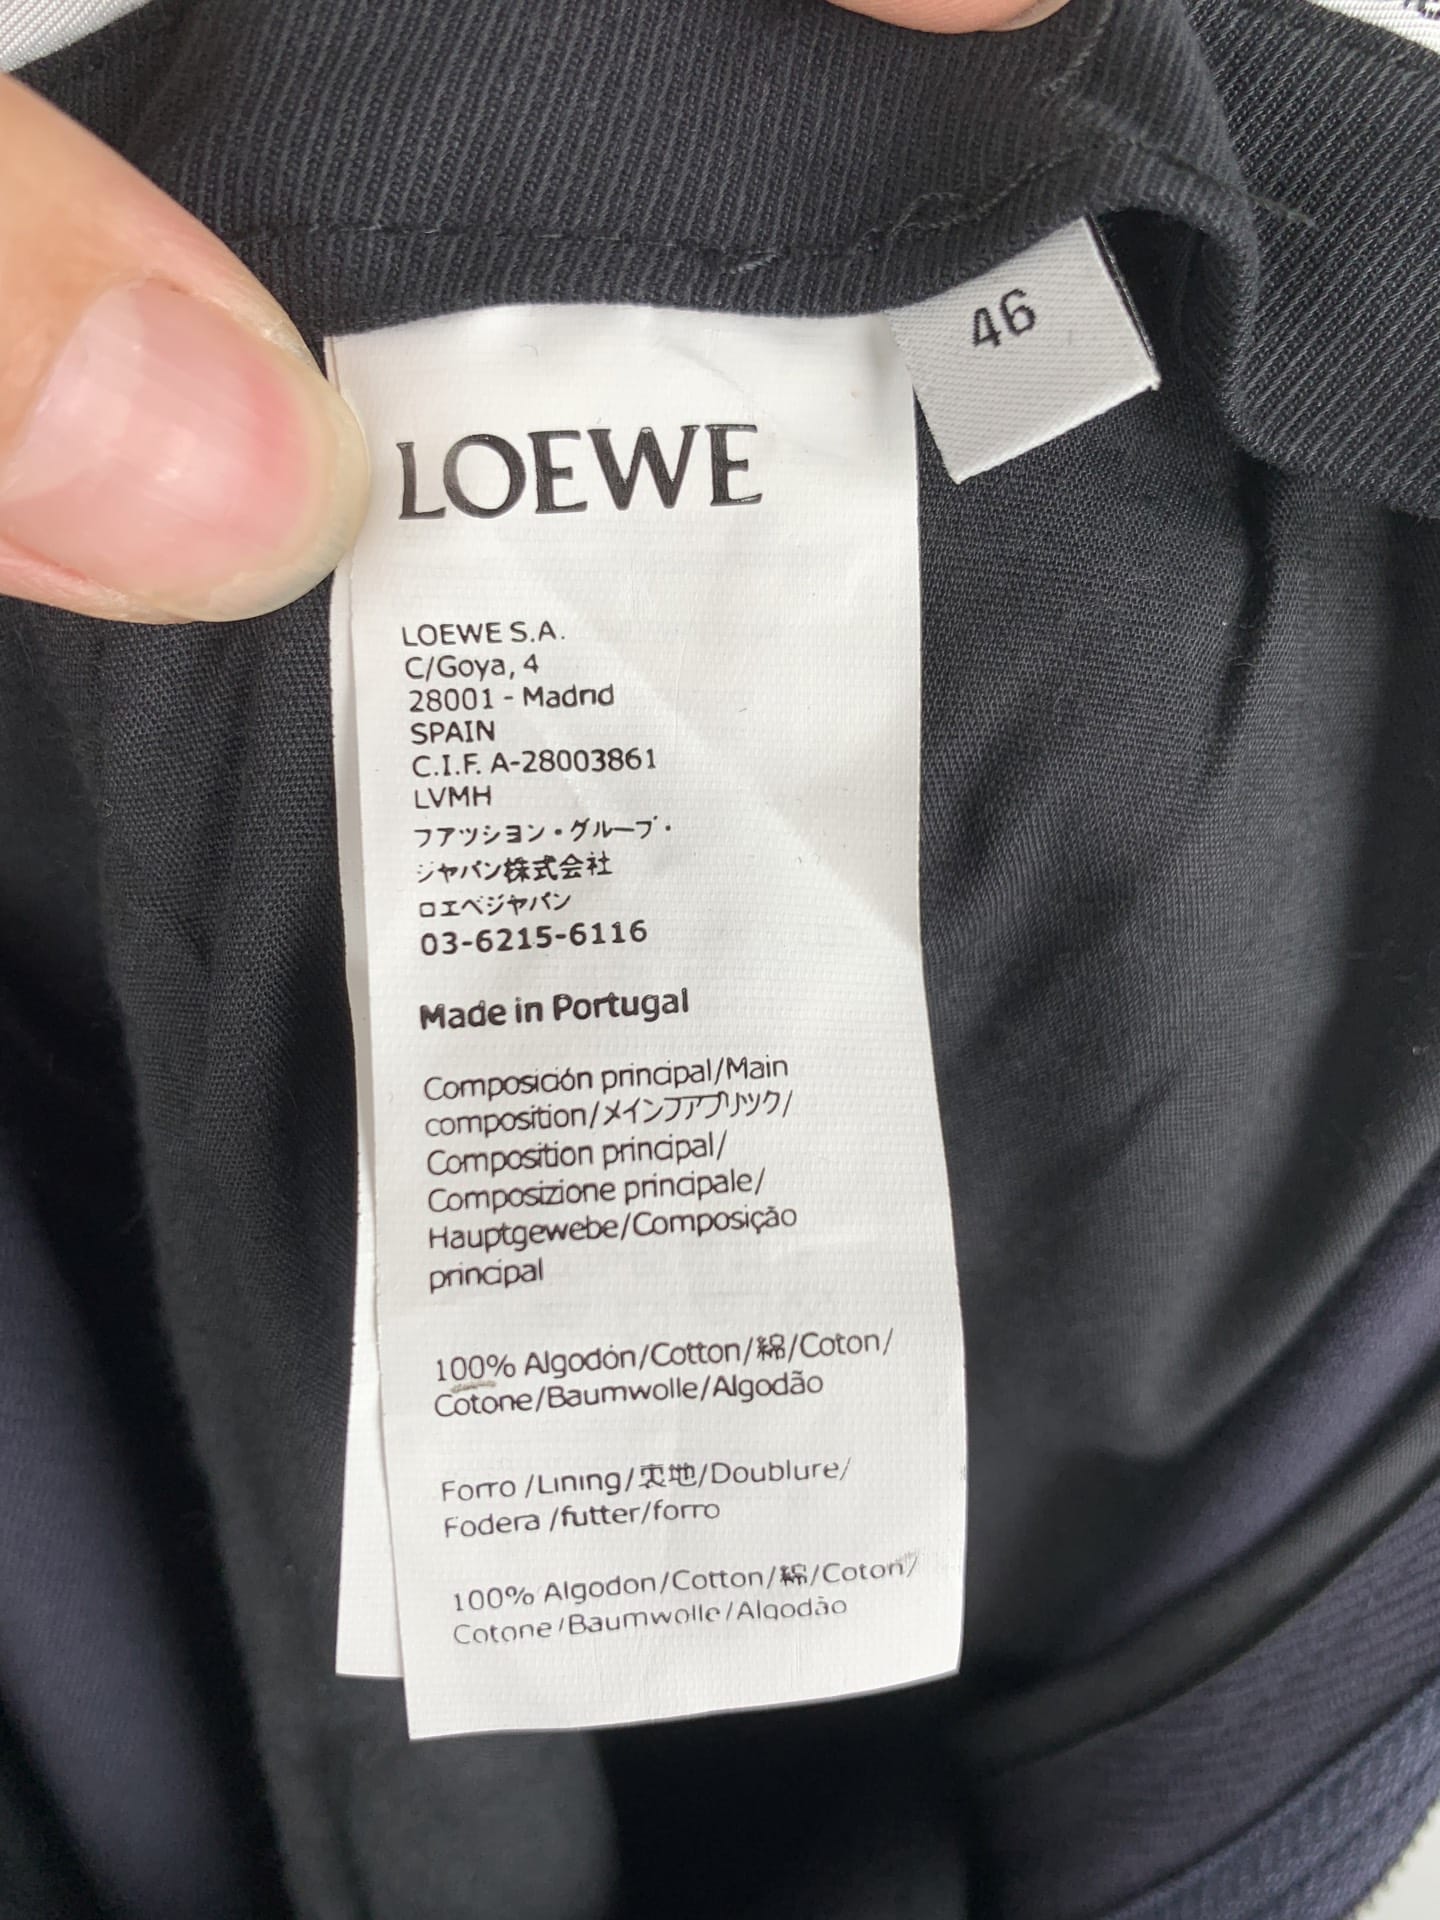 46
LOEWE
LOEWE S.A.
C/Goya, 4
28001 - Madrid
SPAIN
C.I.F. A-28003861
LVMH
ファッション・グループ・
ジャパン株式会社
ロエベジャパン
03-6215-6116
Made in Portugal
Composición principal/Main
composition/メインファブリック/
Composition principal/
Composizione principale/
Hauptgewebe/Composição
principal
100% Algodón/Cotton/綿/Coton/
Cotone/Baumwolle/Algodão
Forro /Lining/裏地/Doublure/
Fodera /futter/forro
100% Algodon/Cotton/綿/Coton/
Cotone/Baumwolle/Algodão